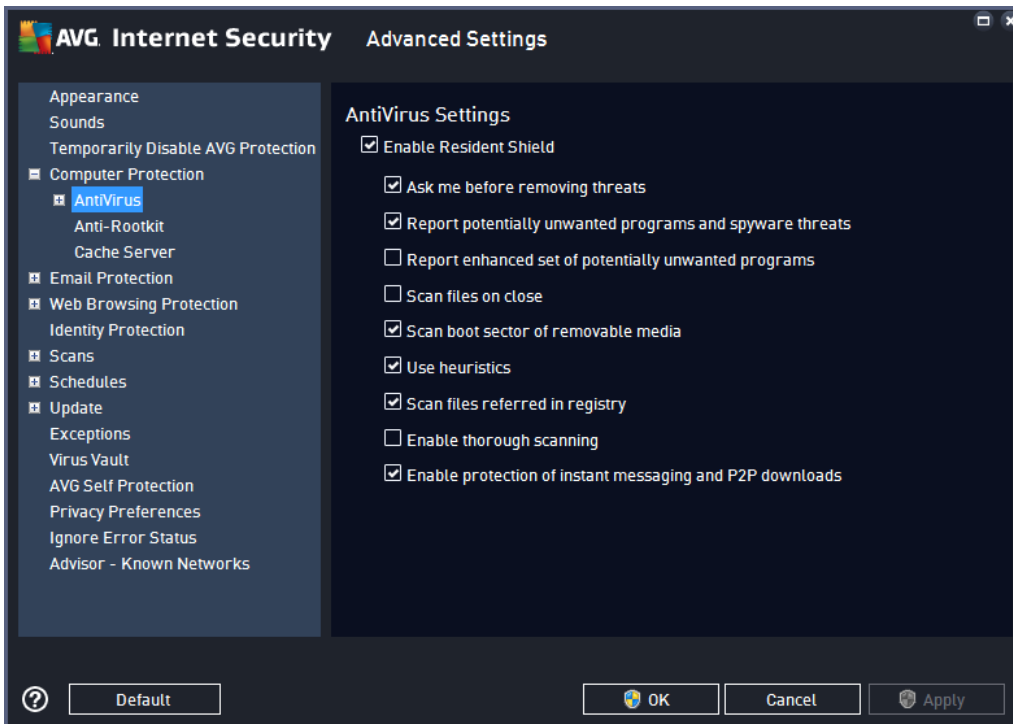 AVG Internet Security Advanced Settings
Appearance
Sounds
Temporarily Disable AVG Protection
Computer Protection
AntiVirus
Anti-Rootkit
Cache Server
Email Protection
Web Browsing Protection
Identity Protection
Scans
Schedules
Update
Exceptions
Virus Vault
AVG Self Protection
Privacy Preferences
Ignore Error Status
Advisor - Known Networks
AntiVirus Settings
Enable Resident Shield
Ask me before removing threats
Report potentially unwanted programs and spyware threats
Report enhanced set of potentially unwanted programs
Scan files on close
Scan boot sector of removable media
Use heuristics
Scan files referred in registry
Enable thorough scanning
Enable protection of instant messaging and P2P downloads
? Default OK Cancel Apply